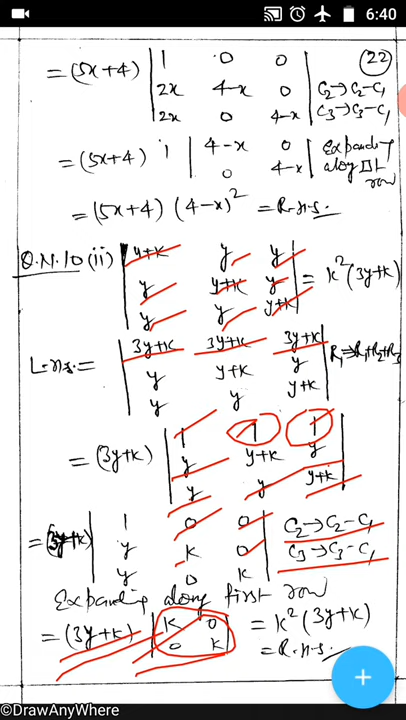 6:40
(22)
= (5x+4) | 1 0 0 |
| 2x 4-x 0 | C₂→C₂-C₁
| 2x 0 4-x | C₃→C₃-C₁
= (5x+4) 1 | 4-x 0 | Expanding
| 0 4-x | along Ist
row
= (5x+4) (4-x)² = R.H.S.
Q.N.10 (ii) | y+k y y |
| y y+k y | = k²(3y+k)
| y y y+k |
L.H.S. = | 3y+k 3y+k 3y+k | R₁→R₁+R₂+R₃
| y y+k y |
| y y y+k |
= (3y+k) | 1 1 1 |
| y y+k y |
| y y y+k |
= (3y+k) | 1 0 0 | C₂→C₂-C₁
| y k 0 | C₃→C₃-C₁
| y 0 k |
Expanding along first row
= (3y+k) | k 0 | = k²(3y+k)
| 0 k | = R.H.S.
©DrawAnyWhere